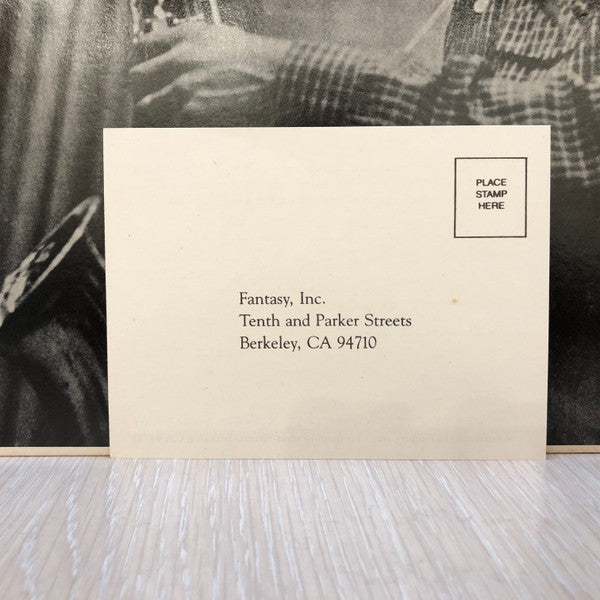 PLACE
STAMP
HERE
Fantasy, Inc.
Tenth and Parker Streets
Berkeley, CA 94710